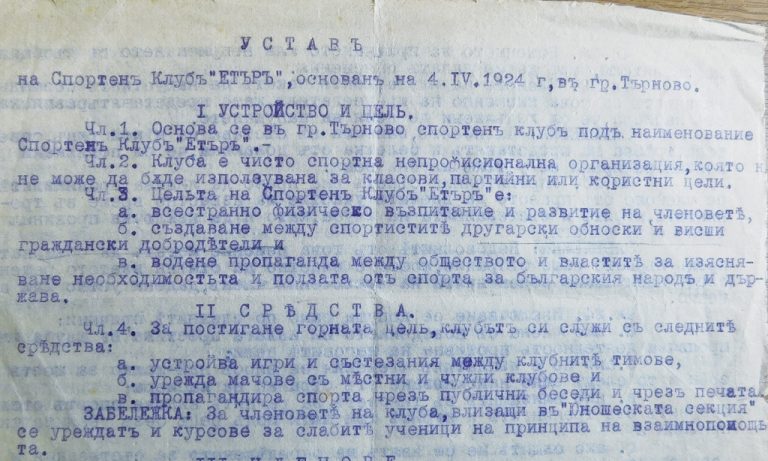 УСТАВЪ
на Спортенъ Клубъ"ЕТЪРЪ",основанъ на 4.IV.1924 г,въ гр.Търново.
I УСТРОЙСТВО И ЦЕЛЬ.
Чл.1. Основа се въ гр.Търново спортенъ клубъ подъ наименование
Спортенъ Клубъ"Етъръ".-
Чл.2. Клуба е чисто спортна непрофисионална организация,която н
не може да бѫде използувана за класови,партийни или користни цели.
Чл.3. Цельта на Спортенъ Клубъ"Етъръ"е:
а. всестранно физическо възпитание и развитие на членоветѣ,
б. създаване между спортиститѣ другарски обноски и висши
граждански добродѣтели и
в. водене пропаганда между обществото и властитѣ за изясня-
ване необходимостьта и ползата отъ спорта за българския народъ и дър-
жава.
II СРѢДСТВА.
Чл.4. За постигане горната цель,клубътъ си служи съ следнитѣ
срѣдства:
а. устройва игри и състезания между клубнитѣ тимове,
б. урежда мачове съ мѣстни и чужли клубове и
в. пропагандира спорта чрезъ публични беседи и чрезъ печата.
ЗАБЕЛЕЖКА: За членоветѣ на клуба,влизащи въ"Юношеската секция"
се уреждатъ и курсове за слабитѣ ученици на принципа на взаимнопомощь
та.